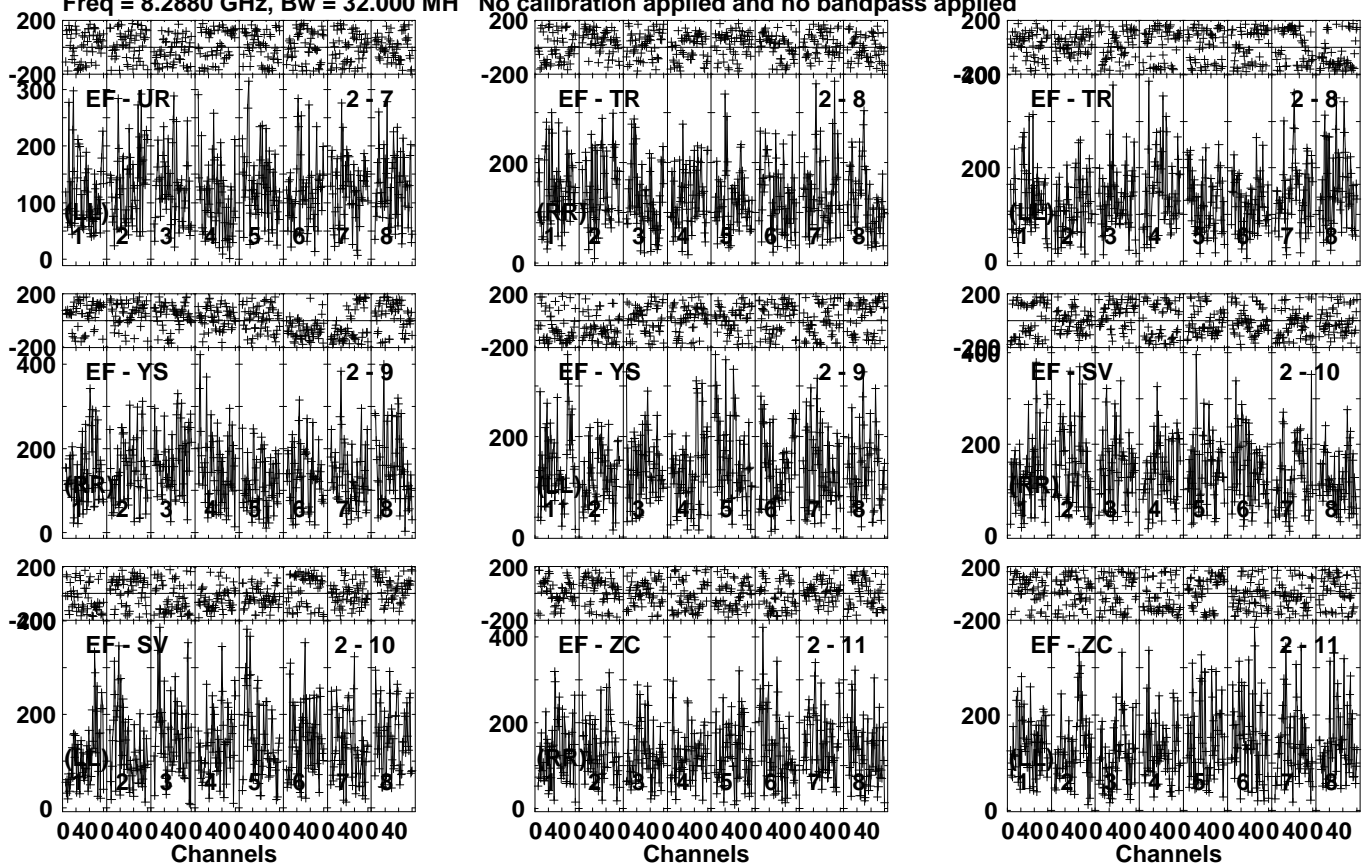 Freq = 8.2880 GHz, Bw = 32.000 MH No calibration applied and no bandpass applied
200 200 200
-200 -200 -200
300 400
EF - UR 2 - 7 EF - TR 2 - 8 EF - TR 2 - 8
200 200 200
100
(LL) (RR) (LL)
1 2 3 4 5 6 7 8 1 2 3 4 5 6 7 8 1 2 3 4 5 6 7 8
0 0 0
200 200 200
-200 -200 -200
400 400
EF - YS 2 - 9 EF - YS 2 - 9 EF - SV 2 - 10
200 200 200
(RR) (LL) (RR)
1 2 3 4 5 6 7 8 1 2 3 4 5 6 7 8 1 2 3 4 5 6 7 8
0 0 0
200 200 200
-200 -200 -200
400 400
EF - SV 2 - 10 EF - ZC 2 - 11 EF - ZC 2 - 11
200 200 200
(LL) (RR) (LL)
1 2 3 4 5 6 7 8 1 2 3 4 5 6 7 8 1 2 3 4 5 6 7 8
0 0 0
0 40 0 40 0 40 0 40 0 40 0 40 0 40 0 40 0 40 0 40 0 40 0 40 0 40 0 40 0 40 0 40 0 40 0 40 0 40 0 40 0 40 0 40 0 40 0 40
Channels Channels Channels